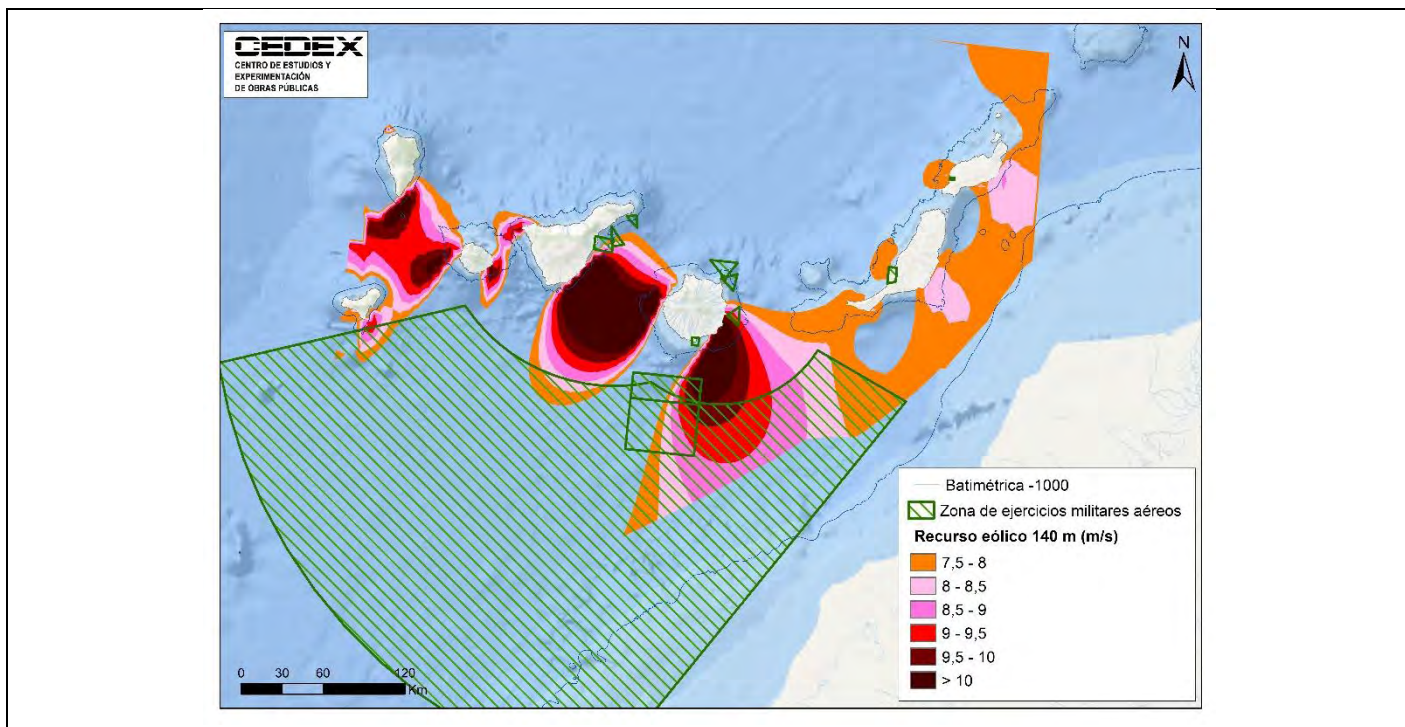 CEDEX
CENTRO DE ESTUDIOS Y
EXPERIMENTACIÓN
DE OBRAS PÚBLICAS
N
Batimétrica -1000
Zona de ejercicios militares aéreos
Recurso eólico 140 m (m/s)
7,5 - 8
8 - 8,5
8,5 - 9
9 - 9,5
9,5 - 10
> 10
0 30 60 120
Km